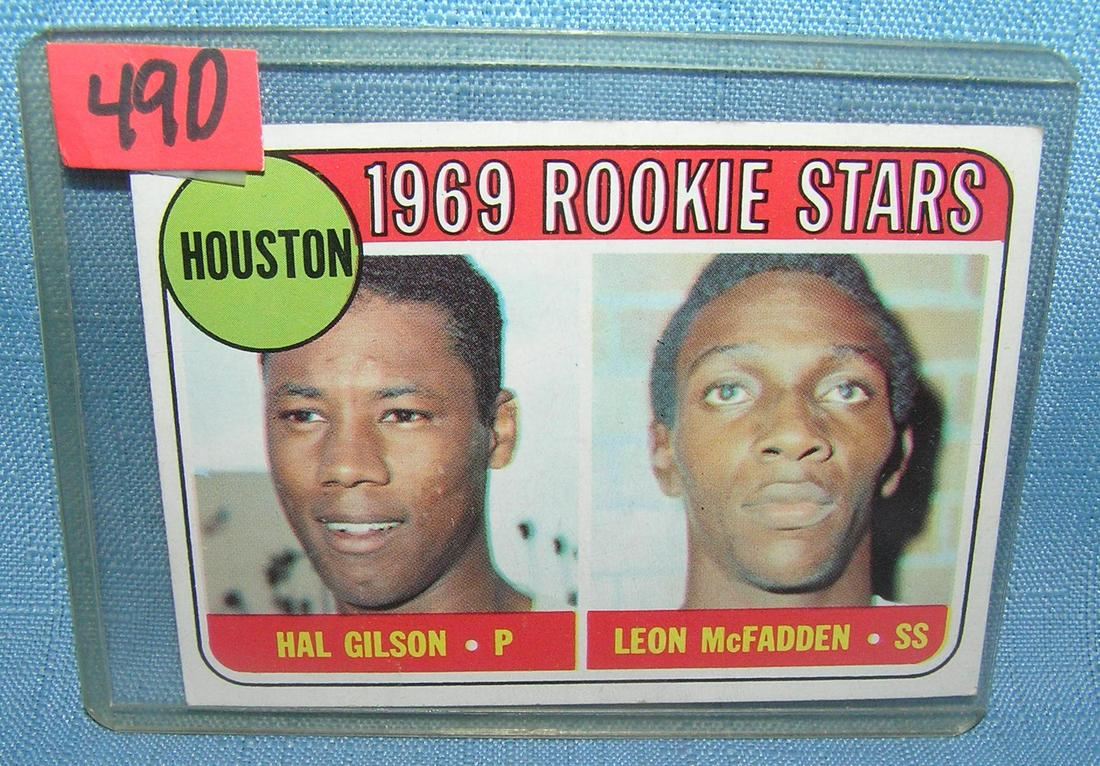 490
1969 ROOKIE STARS
HOUSTON
HAL GILSON • P
LEON McFADDEN • SS